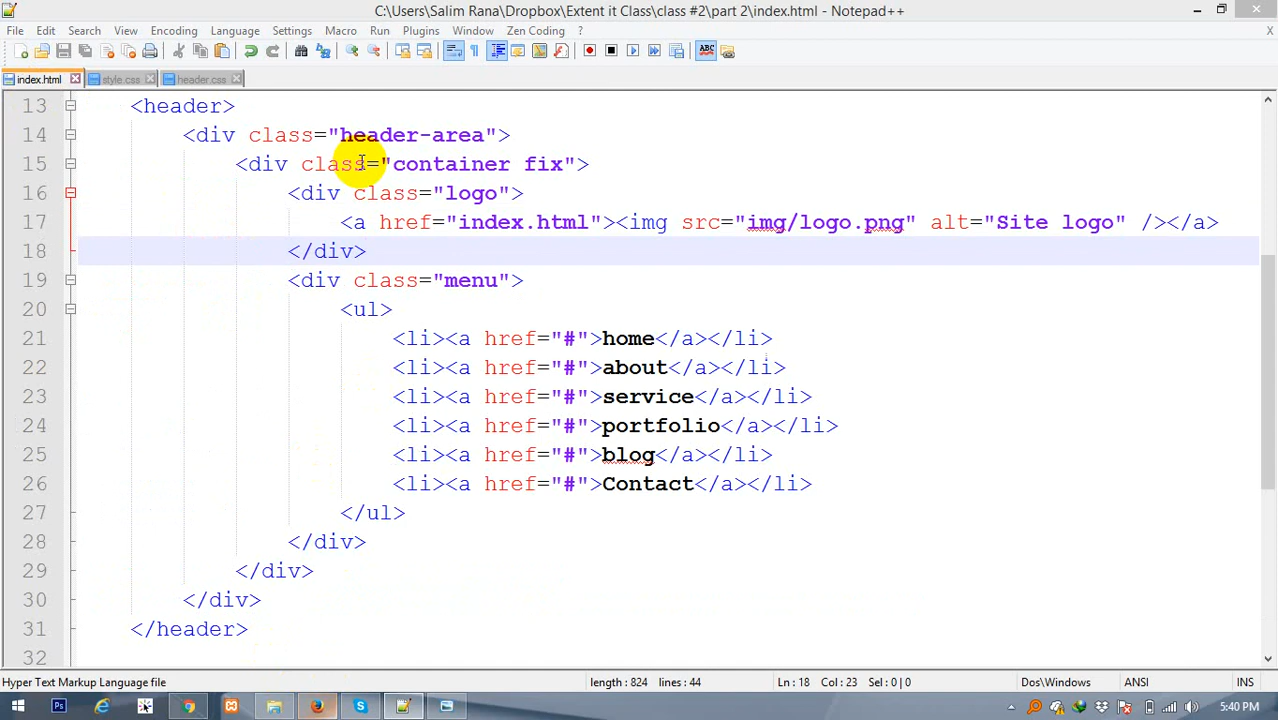 C:\Users\Salim Rana\Dropbox\Extent it Class\class #2\part 2\index.html - Notepad++
File Edit Search View Encoding Language Settings Macro Run Plugins Window Zen Coding ? X
index.html style.css header.css
13 <header>
14 <div class="header-area">
15 <div class="container fix">
16 <div class="logo">
17 <a href="index.html"><img src="img/logo.png" alt="Site logo" /></a>
18 </div>
19 <div class="menu">
20 <ul>
21 <li><a href="#">home</a></li>
22 <li><a href="#">about</a></li>
23 <li><a href="#">service</a></li>
24 <li><a href="#">portfolio</a></li>
25 <li><a href="#">blog</a></li>
26 <li><a href="#">Contact</a></li>
27 </ul>
28 </div>
29 </div>
30 </div>
31 </header>
32
Hyper Text Markup Language file length : 824 lines : 44 Ln : 18 Col : 23 Sel : 0 | 0 Dos\Windows ANSI INS
5:40 PM